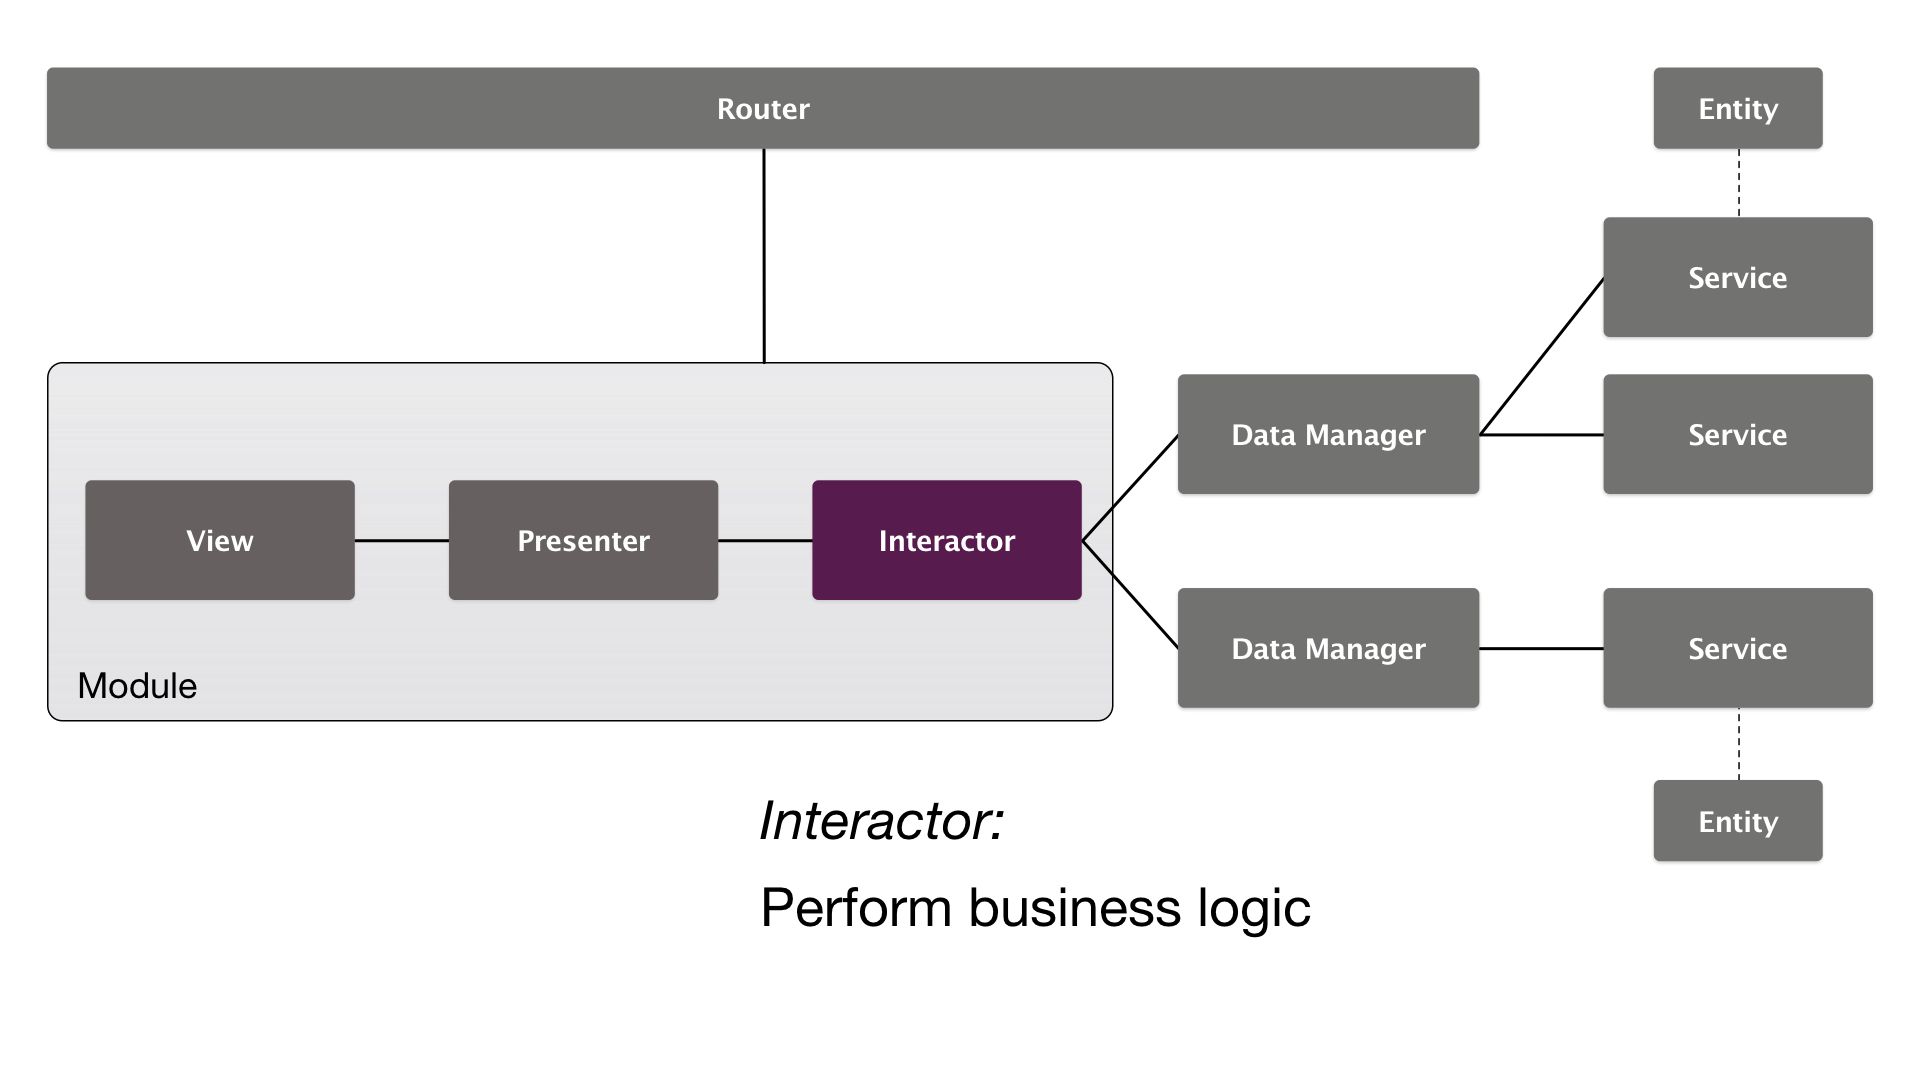 Router
Entity
Service
Data Manager
Service
View
Presenter
Interactor
Data Manager
Service
Module
Entity
Interactor:
Perform business logic